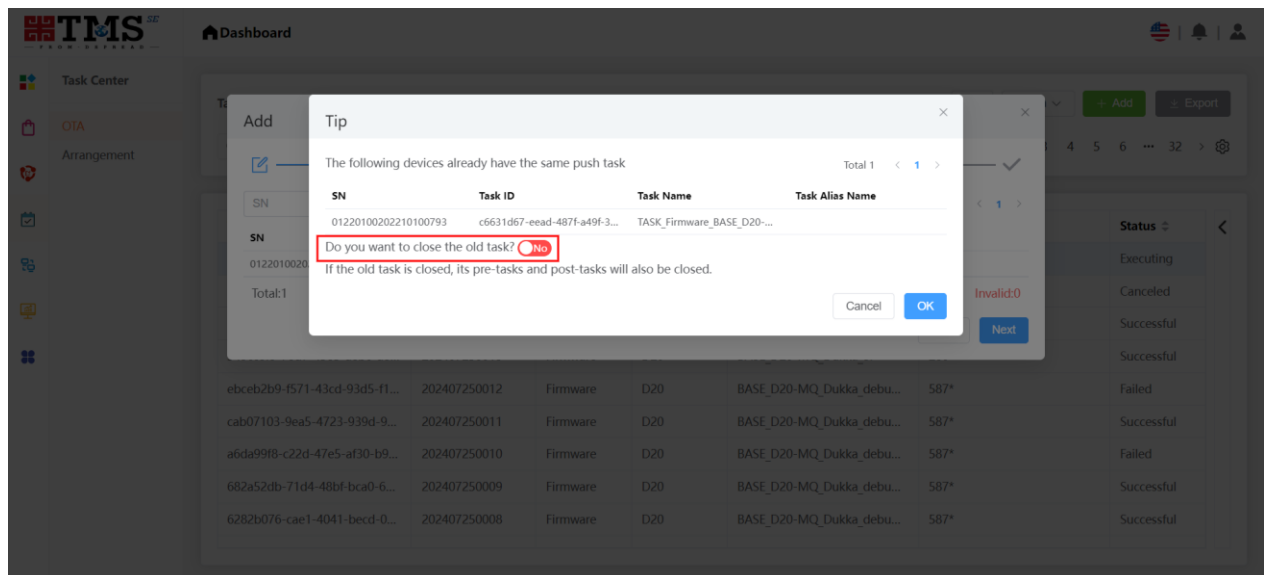 TMS SE
FROM DSPREAD
Dashboard
Task Center
OTA
Arrangement
Add
Export
4 5 6 ··· 32
Add
Tip
The following devices already have the same push task
Total 1 < 1 >
SN Task ID Task Name Task Alias Name
01220100202210100793 c6631d67-eead-487f-a49f-3... TASK_Firmware_BASE_D20-...
Do you want to close the old task? No
If the old task is closed, its pre-tasks and post-tasks will also be closed.
Cancel OK
SN
< 1 >
SN
0122010020
Total:1
Invalid:0
Next
Status
Executing
Canceled
Successful
Successful
ebceb2b9-f571-43cd-93d5-f1... 202407250012 Firmware D20 BASE_D20-MQ_Dukka_debu... 587* Failed
cab07103-9ea5-4723-939d-9... 202407250011 Firmware D20 BASE_D20-MQ_Dukka_debu... 587* Successful
a6da99f8-c22d-47e5-af30-b9... 202407250010 Firmware D20 BASE_D20-MQ_Dukka_debu... 587* Failed
682a52db-71d4-48bf-bca0-6... 202407250009 Firmware D20 BASE_D20-MQ_Dukka_debu... 587* Successful
6282b076-cae1-4041-becd-0... 202407250008 Firmware D20 BASE_D20-MQ_Dukka_debu... 587* Successful